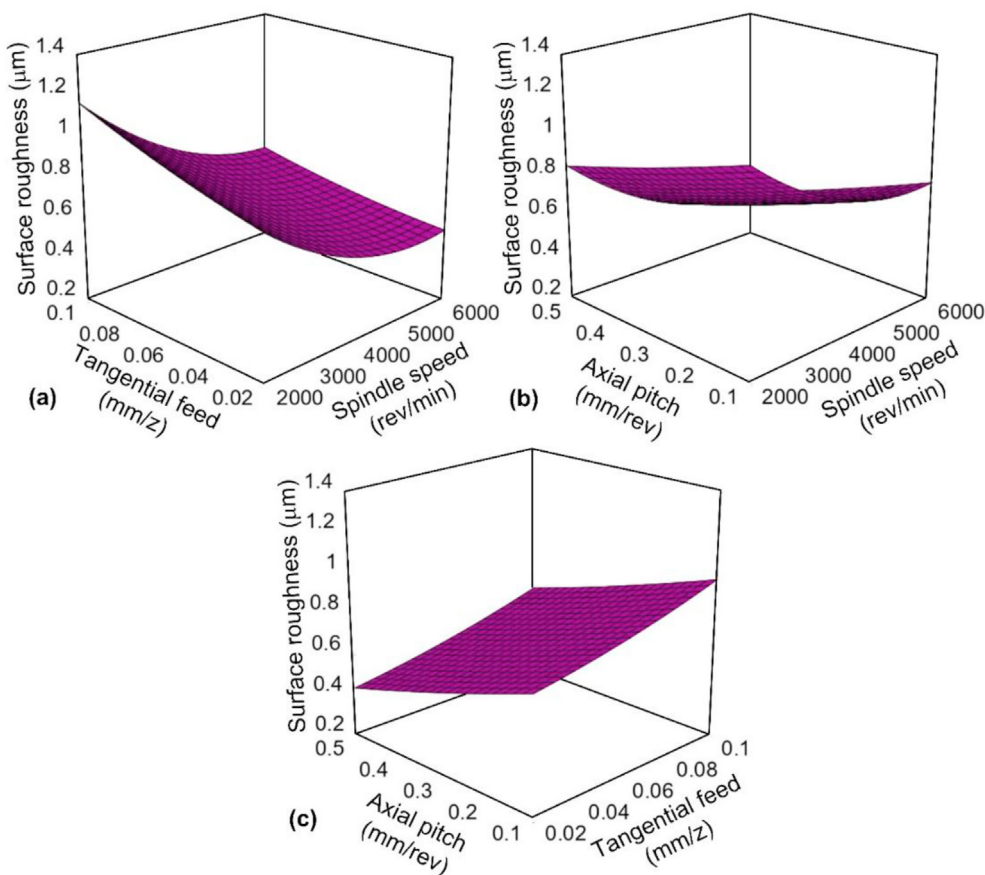 1.4
1.2
1
0.8
0.6
0.4
0.2
Surface roughness (μm)
0.1
0.08
0.06
0.04
0.02
Tangential feed
(mm/z)
2000
3000
4000
5000
6000
Spindle speed
(rev/min)
(a)
1.4
1.2
1
0.8
0.6
0.4
0.2
Surface roughness (μm)
0.5
0.4
0.3
0.2
0.1
Axial pitch
(mm/rev)
2000
3000
4000
5000
6000
Spindle speed
(rev/min)
(b)
1.4
1.2
1
0.8
0.6
0.4
0.2
Surface roughness (μm)
0.5
0.4
0.3
0.2
0.1
Axial pitch
(mm/rev)
0.02
0.04
0.06
0.08
0.1
Tangential feed
(mm/z)
(c)